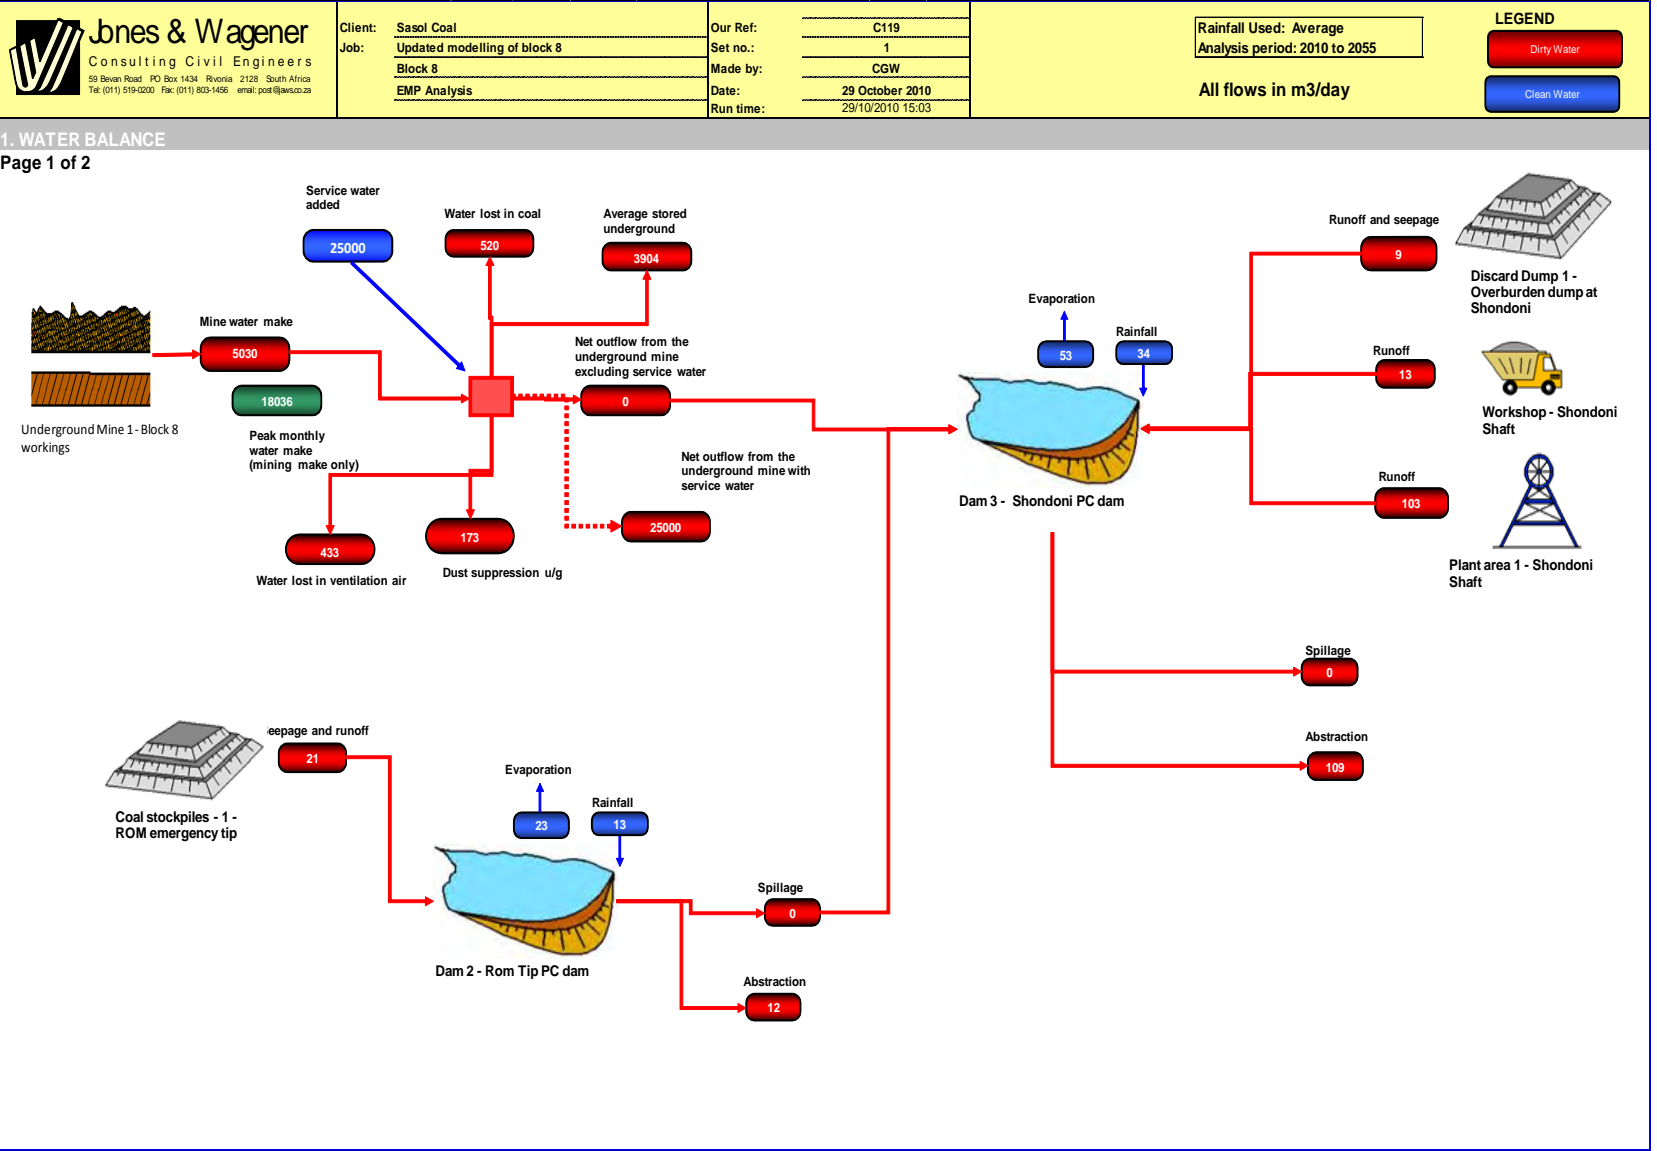 Jones & Wagener
Consulting Civil Engineers
59 Bevan Road PO Box 1434 Rivonia 2128 South Africa
Tel: (011) 519-0200 Fax: (011) 803-1456 email: post@jaws.co.za
Client: Sasol Coal
Job: Updated modelling of block 8
Block 8
EMP Analysis
Our Ref: C119
Set no.: 1
Made by: CGW
Date: 29 October 2010
Run time: 29/10/2010 15:03
Rainfall Used: Average
Analysis period: 2010 to 2055
All flows in m3/day
LEGEND
Dirty Water
Clean Water
1. WATER BALANCE
Page 1 of 2
Service water
added
25000
Water lost in coal
520
Average stored
underground
3904
Mine water make
5030
18036
Peak monthly
water make
(mining make only)
Underground Mine 1 - Block 8
workings
Net outflow from the
underground mine
excluding service water
0
Net outflow from the
underground mine with
service water
25000
433
Water lost in ventilation air
173
Dust suppression u/g
Evaporation
53
Rainfall
34
Dam 3 - Shondoni PC dam
Runoff and seepage
9
Discard Dump 1 -
Overburden dump at
Shondoni
Runoff
13
Workshop - Shondoni
Shaft
Runoff
103
Plant area 1 - Shondoni
Shaft
Spillage
0
Abstraction
109
eepage and runoff
21
Coal stockpiles - 1 -
ROM emergency tip
Evaporation
23
Rainfall
13
Dam 2 - Rom Tip PC dam
Spillage
0
Abstraction
12